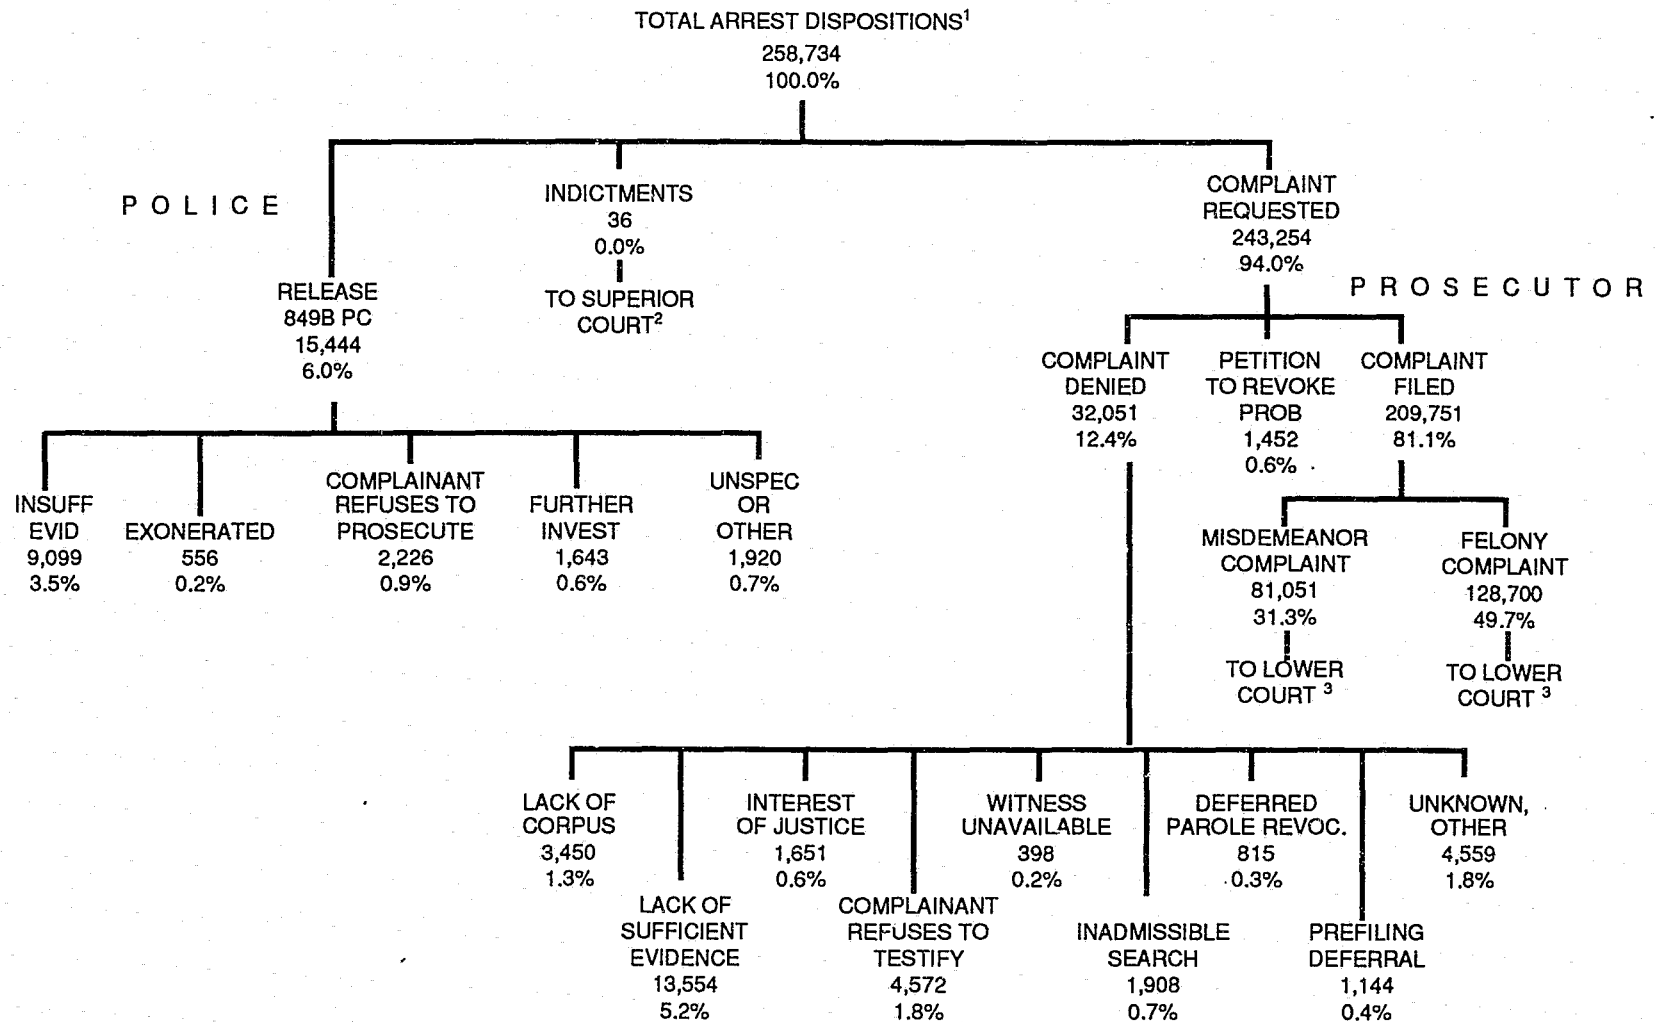 TOTAL ARREST DISPOSITIONS¹
258,734
100.0%
POLICE
INDICTMENTS
36
0.0%
TO SUPERIOR
COURT²
COMPLAINT
REQUESTED
243,254
94.0%
PROSECUTOR
RELEASE
849B PC
15,444
6.0%
COMPLAINT
DENIED
32,051
12.4%
PETITION
TO REVOKE
PROB
1,452
0.6%
COMPLAINT
FILED
209,751
81.1%
INSUFF
EVID
9,099
3.5%
EXONERATED
556
0.2%
COMPLAINANT
REFUSES TO
PROSECUTE
2,226
0.9%
FURTHER
INVEST
1,643
0.6%
UNSPEC
OR
OTHER
1,920
0.7%
MISDEMEANOR
COMPLAINT
81,051
31.3%
TO LOWER
COURT ³
FELONY
COMPLAINT
128,700
49.7%
TO LOWER
COURT ³
LACK OF
CORPUS
3,450
1.3%
LACK OF
SUFFICIENT
EVIDENCE
13,554
5.2%
INTEREST
OF JUSTICE
1,651
0.6%
COMPLAINANT
REFUSES TO
TESTIFY
4,572
1.8%
WITNESS
UNAVAILABLE
398
0.2%
INADMISSIBLE
SEARCH
1,908
0.7%
DEFERRED
PAROLE REVOC.
815
0.3%
PREFILING
DEFERRAL
1,144
0.4%
UNKNOWN,
OTHER
4,559
1.8%